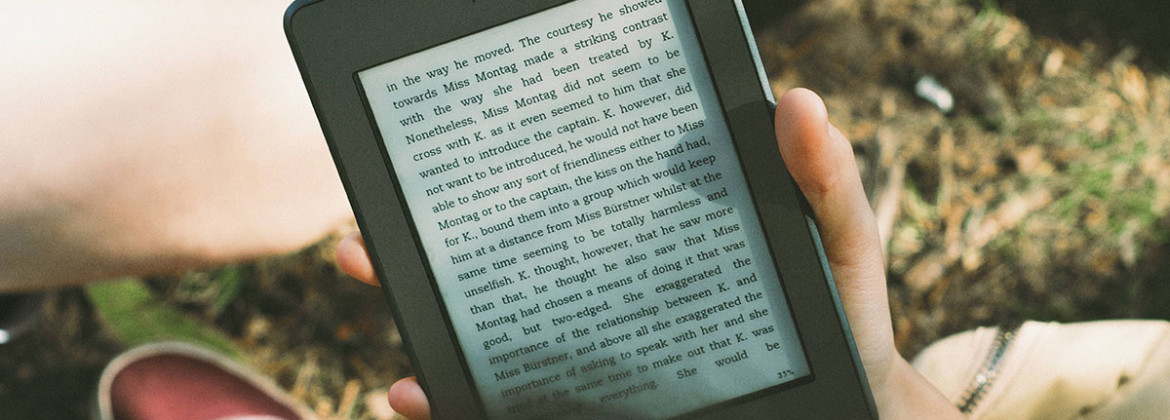 in the way he moved. The courtesy he showed
towards Miss Montag made a striking contrast
with the way she had been treated by K.
Nonetheless, Miss Montag did not seem to be
cross with K. as it even seemed to him that she
wanted to introduce the captain. K. however, did
not want to be introduced, he would not have been
able to show any sort of friendliness either to Miss
Montag or to the captain, the kiss on the hand had,
for K., bound them into a group which would keep
him at a distance from Miss Bürstner whilst at the
same time seeming to be totally harmless and
unselfish. K. thought, however, that he saw more
than that, he thought he also saw that Miss
Montag had chosen a means of doing it that was
good, but two-edged. She exaggerated the
importance of the relationship between K. and
Miss Bürstner, and above all she exaggerated the
importance of asking to speak with her and she
tried at the same time to make out that K. was
everything. She would be
35%